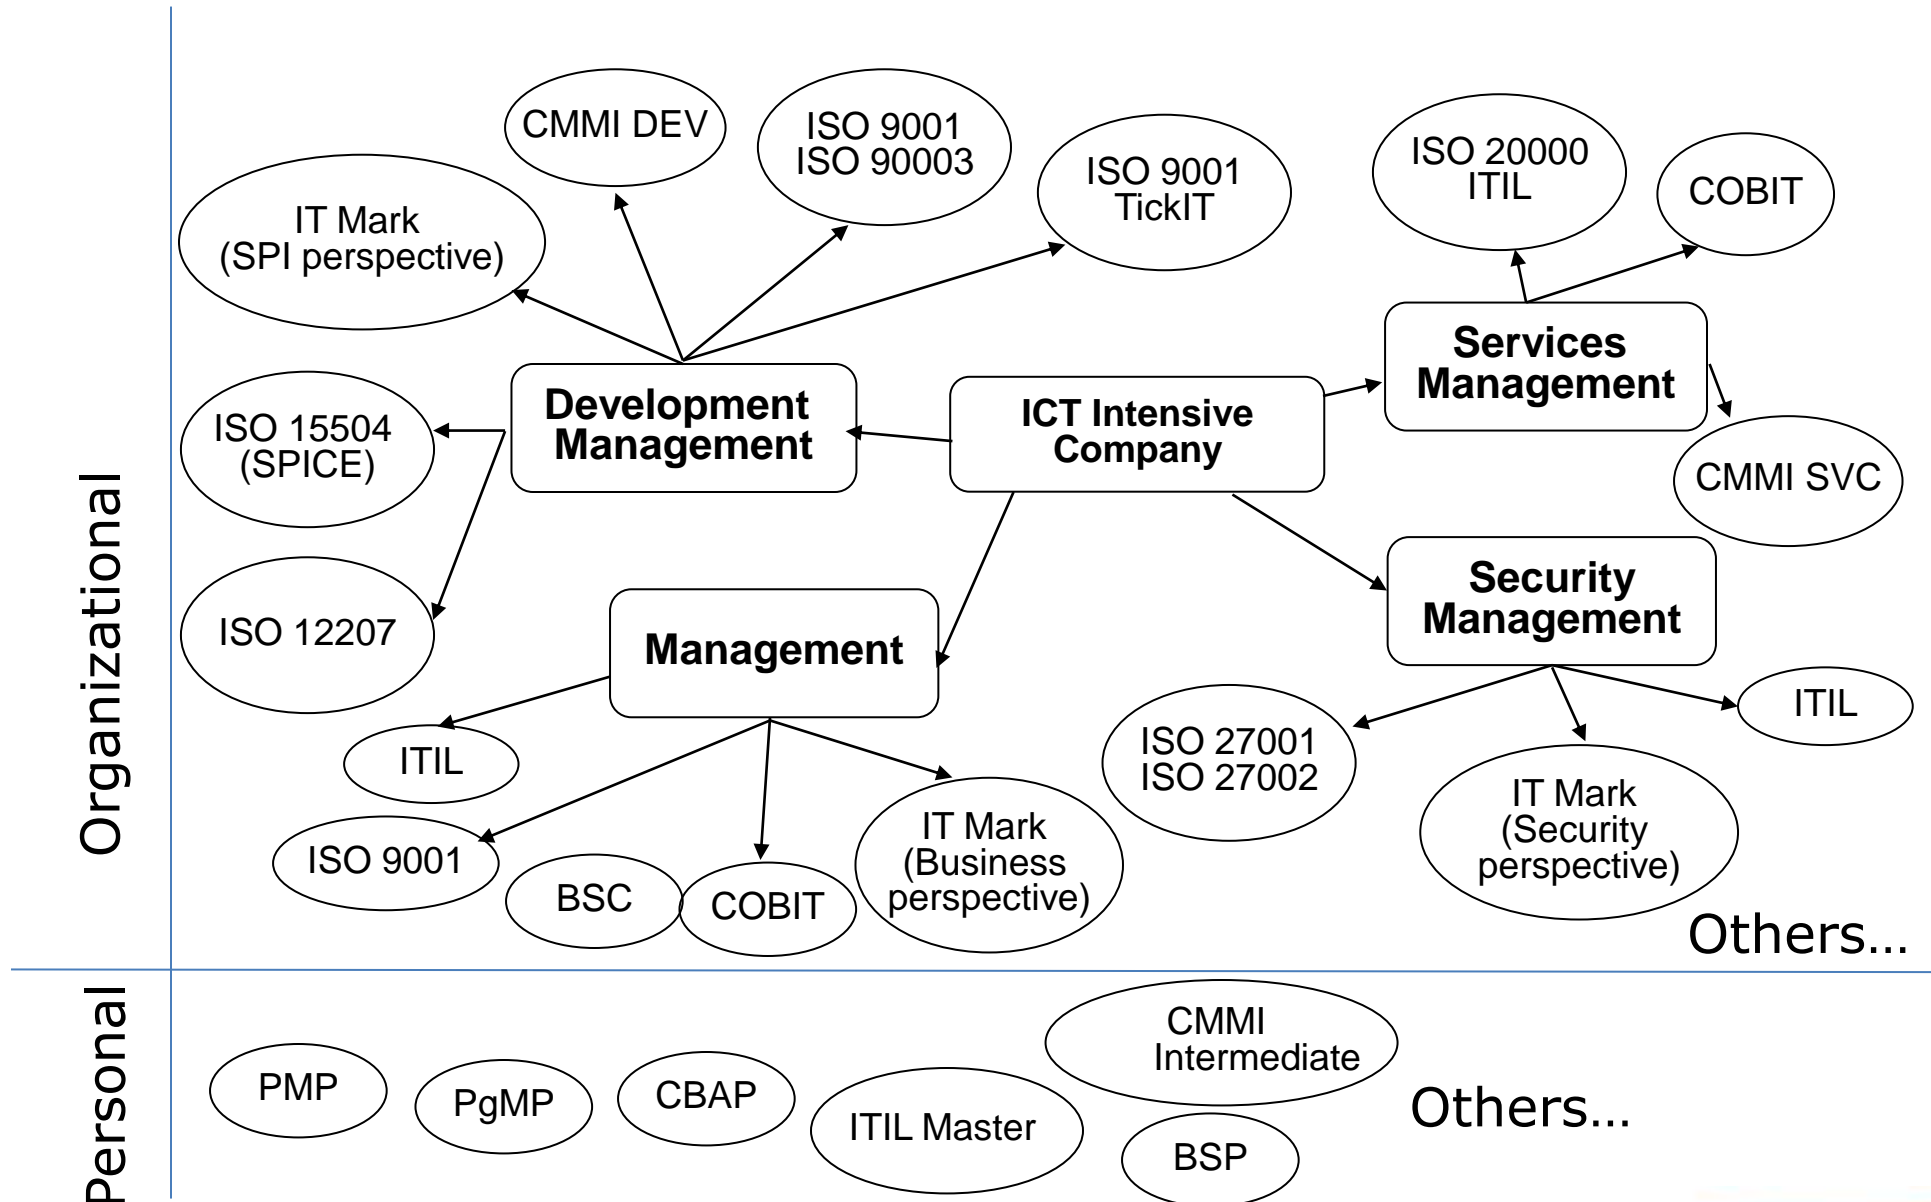 Organizational
CMMI DEV
ISO 9001
ISO 90003
ISO 9001
TickIT
ISO 20000
ITIL
COBIT
IT Mark
(SPI perspective)
Services
Management
Development
Management
ICT Intensive
Company
ISO 15504
(SPICE)
CMMI SVC
Security
Management
ISO 12207
Management
ITIL
ITIL
ISO 27001
ISO 27002
IT Mark
(Security
perspective)
ISO 9001
BSC
COBIT
IT Mark
(Business
perspective)
Others...
Personal
PMP
PgMP
CBAP
ITIL Master
CMMI
Intermediate
BSP
Others...